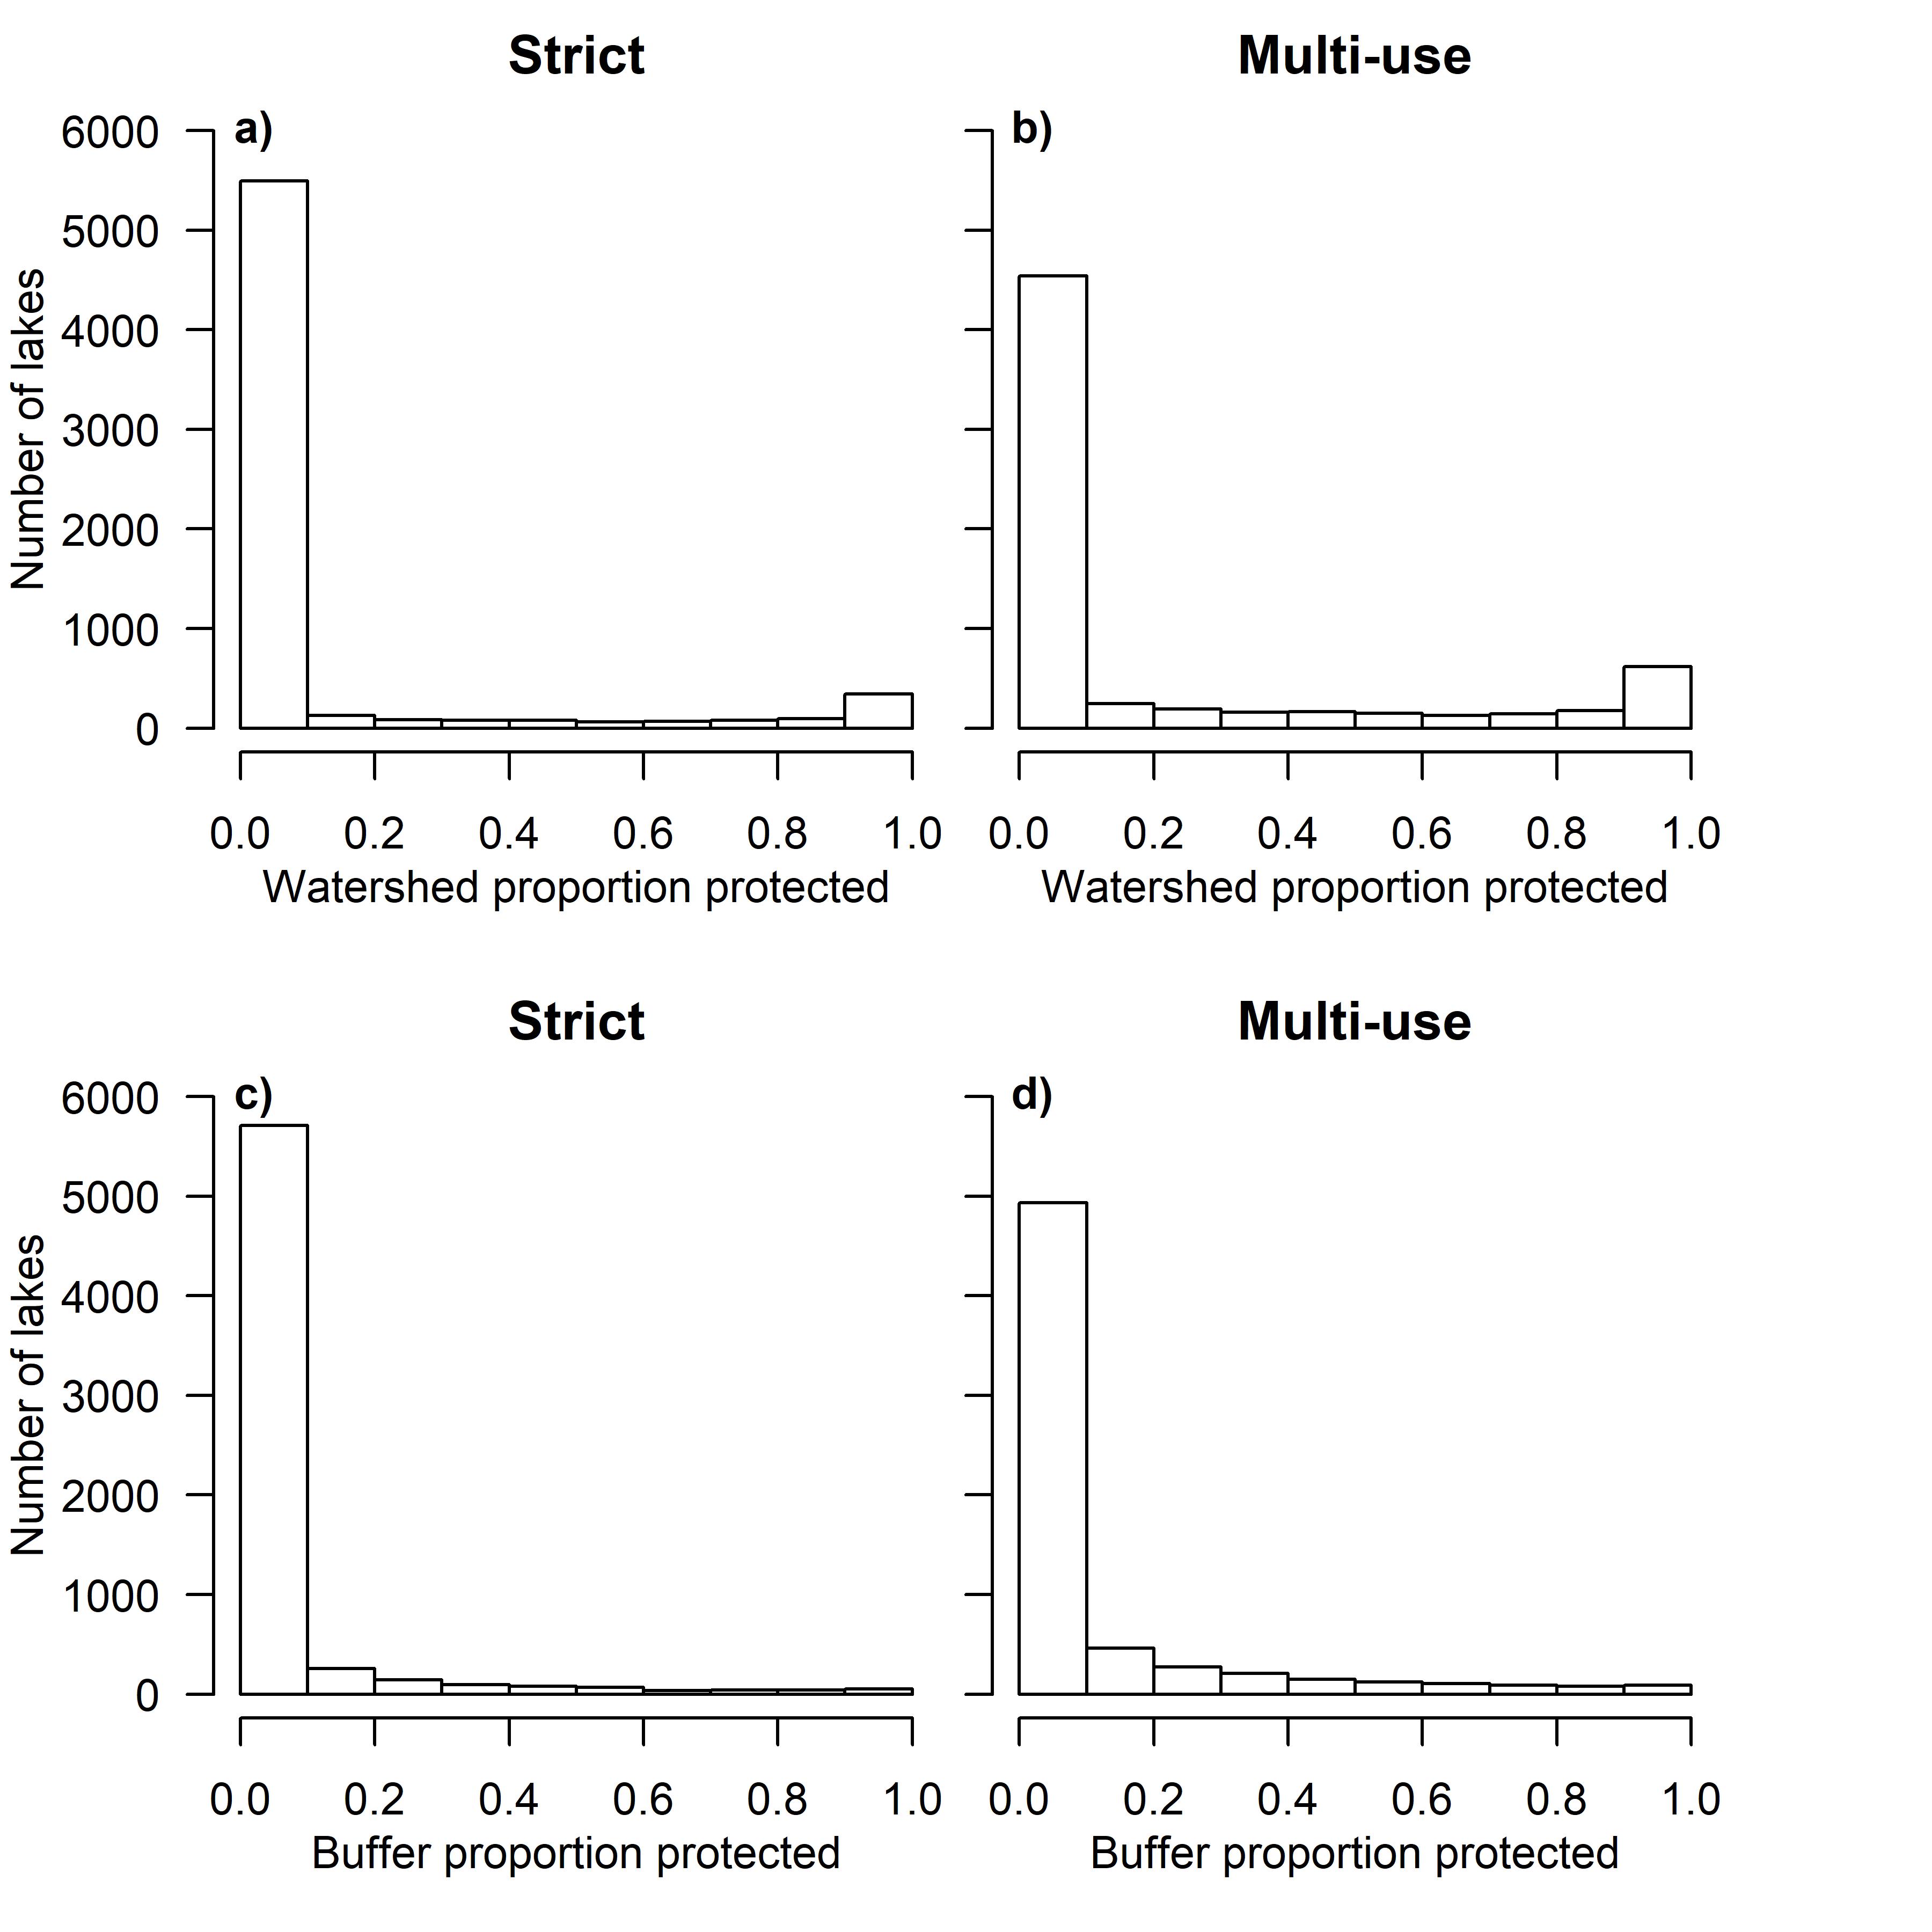 Strict
Multi-use
a)
b)
6000
5000
4000
3000
2000
1000
0
Number of lakes
0.0 0.2 0.4 0.6 0.8 1.0
0.0 0.2 0.4 0.6 0.8 1.0
Watershed proportion protected
Watershed proportion protected
Strict
Multi-use
c)
d)
6000
5000
4000
3000
2000
1000
0
Number of lakes
0.0 0.2 0.4 0.6 0.8 1.0
0.0 0.2 0.4 0.6 0.8 1.0
Buffer proportion protected
Buffer proportion protected